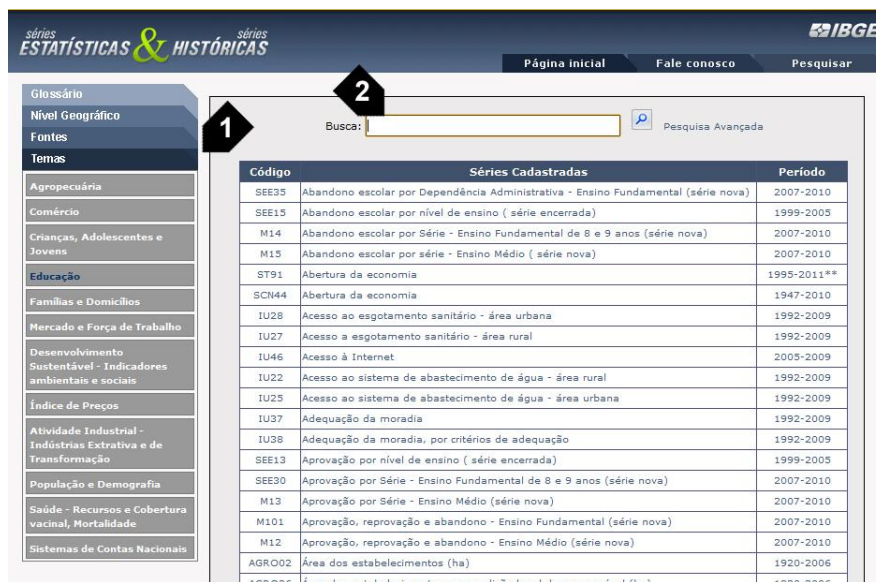 séries
ESTATÍSTICAS & HISTÓRICAS
séries
IBGE
Página inicial
Fale conosco
Pesquisar
Glossário
Nível Geográfico
Fontes
Temas
Agropecuária
Comércio
Crianças, Adolescentes e
Jovens
Educação
Famílias e Domicílios
Mercado e Força de Trabalho
Desenvolvimento
Sustentável - Indicadores
ambientais e sociais
Índice de Preços
Atividade Industrial -
Indústrias Extrativa e de
Transformação
População e Demografia
Saúde - Recursos e Cobertura
vacinal, Mortalidade
Sistemas de Contas Nacionais
1
2
Busca:
Pesquisa Avançada
Código Séries Cadastradas Período
SEE35 Abandono escolar por Dependência Administrativa - Ensino Fundamental (série nova) 2007-2010
SEE15 Abandono escolar por nível de ensino ( série encerrada) 1999-2005
M14 Abandono escolar por Série - Ensino Fundamental de 8 e 9 anos (série nova) 2007-2010
M15 Abandono escolar por série - Ensino Médio ( série nova) 2007-2010
ST91 Abertura da economia 1995-2011**
SCN44 Abertura da economia 1947-2010
IU28 Acesso ao esgotamento sanitário - área urbana 1992-2009
IU27 Acesso a esgotamento sanitário - área rural 1992-2009
IU46 Acesso à Internet 2005-2009
IU22 Acesso ao sistema de abastecimento de água - área rural 1992-2009
IU25 Acesso ao sistema de abastecimento de água - área urbana 1992-2009
IU37 Adequação da moradia 1992-2009
IU38 Adequação da moradia, por critérios de adequação 1992-2009
SEE13 Aprovação por nível de ensino ( série encerrada) 1999-2005
SEE30 Aprovação por Série - Ensino Fundamental de 8 e 9 anos (série nova) 2007-2010
M13 Aprovação por Série - Ensino Médio (série nova) 2007-2010
M101 Aprovação, reprovação e abandono - Ensino Fundamental (série nova) 2007-2010
M12 Aprovação, reprovação e abandono - Ensino Médio (série nova) 2007-2010
AGRO02 Área dos estabelecimentos (ha) 1920-2006